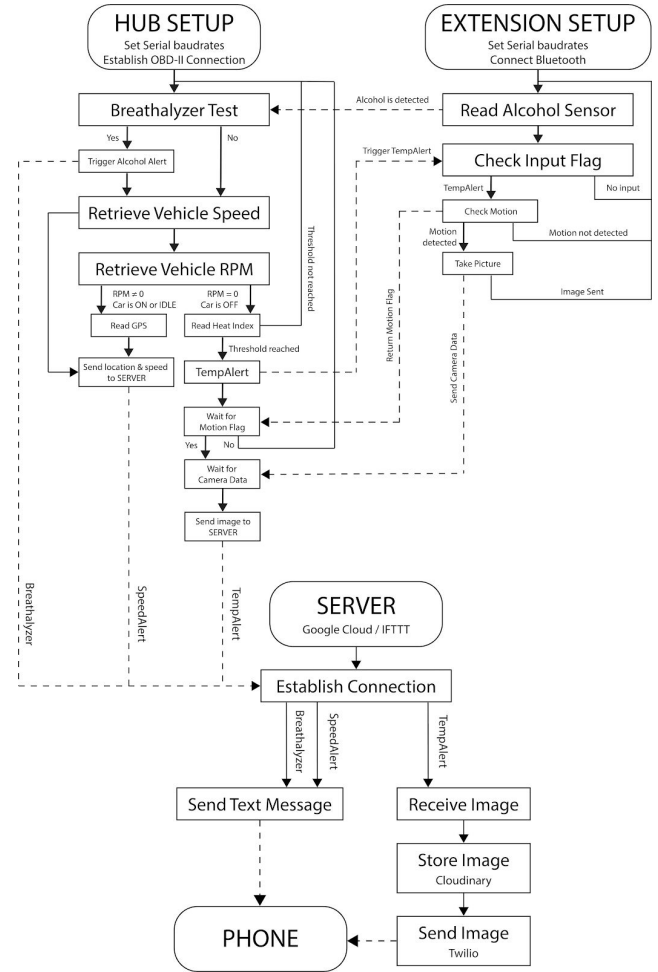 HUB SETUP
Set Serial baudrates
Establish OBD-II Connection
EXTENSION SETUP
Set Serial baudrates
Connect Bluetooth
Breathalyzer Test
Alcohol is detected
Read Alcohol Sensor
Yes
No
Trigger Alcohol Alert
Trigger TempAlert
Check Input Flag
TempAlert
No input
Retrieve Vehicle Speed
Check Motion
Motion
detected
Motion not detected
Threshold not reached
Retrieve Vehicle RPM
Take Picture
RPM ≠ 0
Car is ON or IDLE
RPM = 0
Car is OFF
Image Sent
Read GPS
Read Heat Index
Return Motion Flag
Send Camera Data
Threshold reached
Send location & speed
to SERVER
TempAlert
Wait for
Motion Flag
Yes
No
Wait for
Camera Data
Send image to
SERVER
Breathalyzer
SpeedAlert
TempAlert
SERVER
Google Cloud / IFTTT
Establish Connection
Breathalyzer
SpeedAlert
TempAlert
Send Text Message
Receive Image
Store Image
Cloudinary
PHONE
Send Image
Twilio